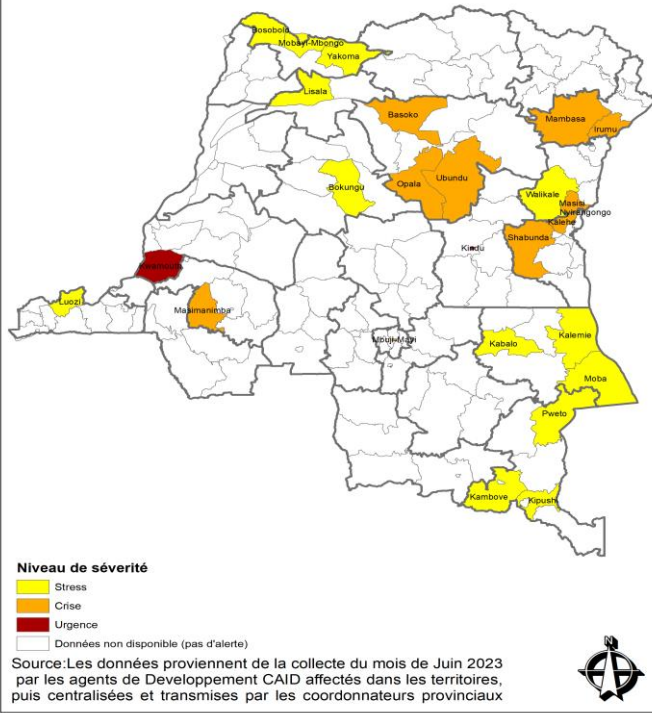 Bosobolo
Mobayi-Mbongo
Yakoma
Lisala
Basoko
Mambasa
Irumu
Opala
Ubundu
Bokungu
Walikale
Masisi
Nyirangongo
Kalehe
Shabunda
Kindu
Kwamouth
Luozi
Masimanimba
Mbuji-Mayi
Kabalo
Kalemie
Moba
Pweto
Kambove
Kipushi
Niveau de sévérité
Stress
Crise
Urgence
Données non disponible (pas d'alerte)
Source:Les données proviennent de la collecte du mois de Juin 2023
par les agents de Developpement CAID affectés dans les territoires,
puis centralisées et transmises par les coordonnateurs provinciaux
N